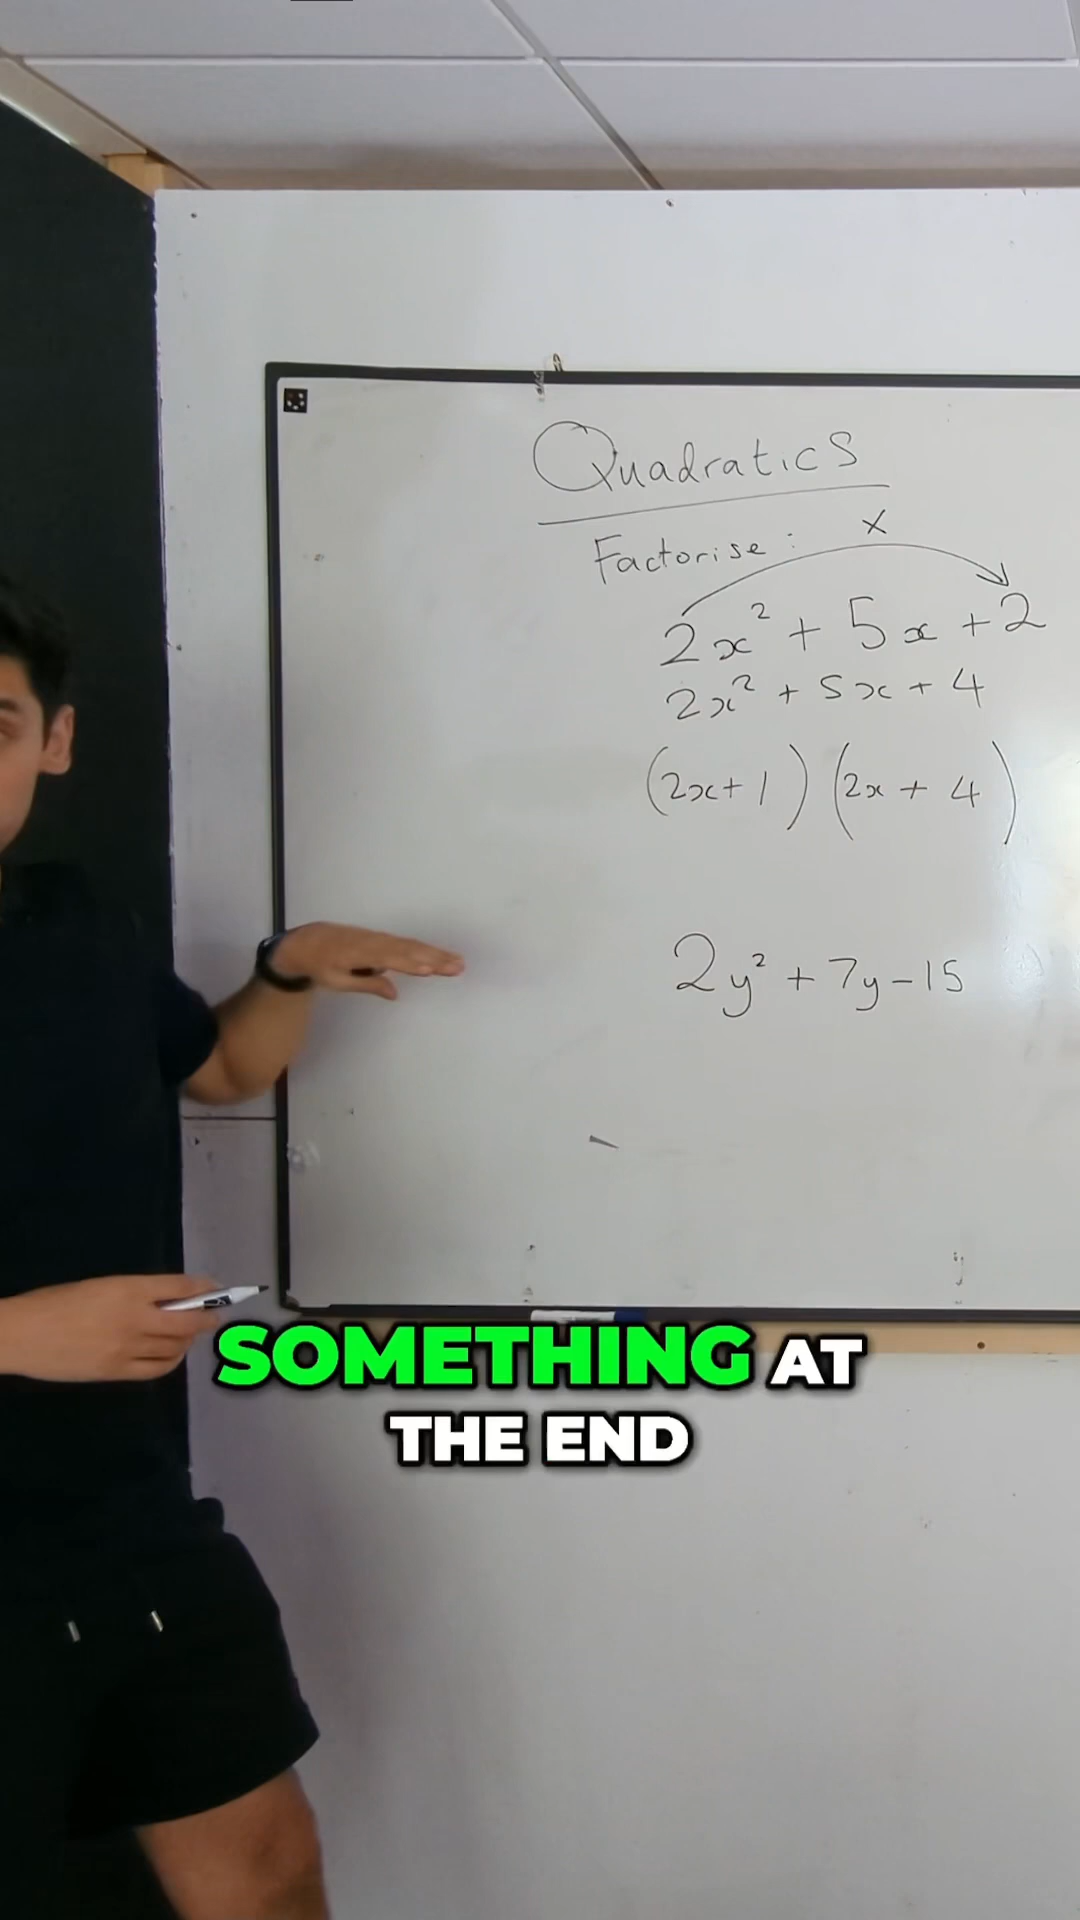 Quadratics
Factorise :
x
2x² + 5x + 2
2x² + 5x + 4
(2x+1) (2x + 4)
2y² + 7y - 15
SOMETHING AT
THE END